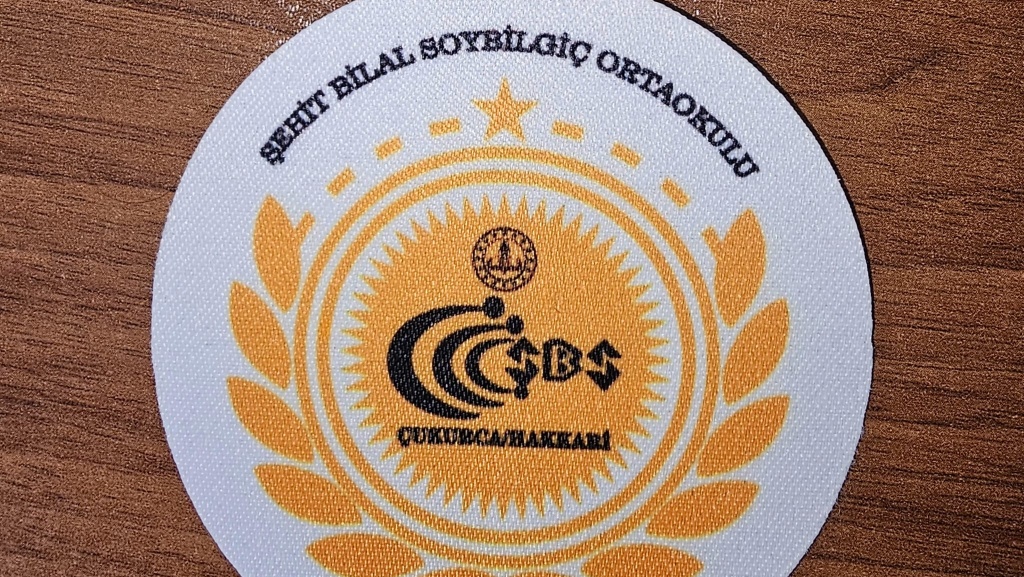 ŞEHİT BİLAL SOYBİLGİÇ ORTAOKULU
ŞBS
ÇUKURCA/HAKKARİ